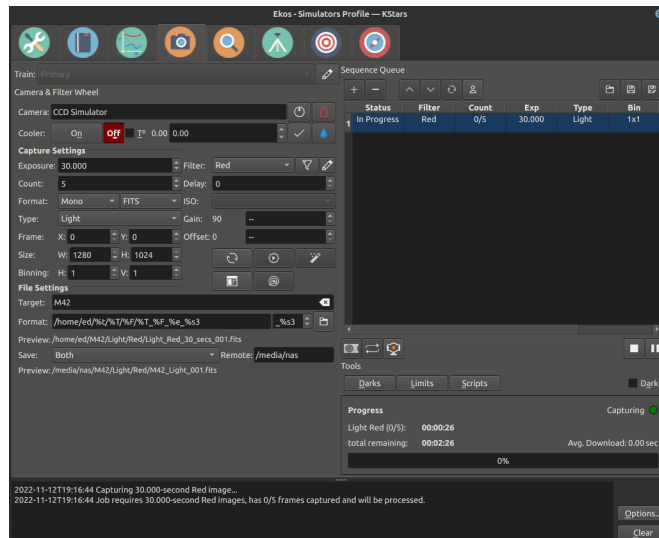 Ekos - Simulators Profile — KStars
Train: Primary
Camera & Filter Wheel
Camera: CCD Simulator
Cooler: On Off T° 0.00 0.00
Capture Settings
Exposure: 30.000 Filter: Red
Count: 5 Delay: 0
Format: Mono FITS ISO:
Type: Light Gain: 90 --
Frame: X: 0 Y: 0 Offset: 0 --
Size: W: 1280 H: 1024
Binning: H: 1 V: 1
File Settings
Target: M42
Format: /home/ed/%t/%T/%F/%T_%F_%e_%s3 _%s3
Preview: /home/ed/M42/Light/Red/Light_Red_30_secs_001.fits
Save: Both Remote: /media/nas
Preview: /media/nas/M42/Light/Red/M42_Light_001.fits
Sequence Queue
Status Filter Count Exp Type Bin
1 In Progress Red 0/5 30.000 Light 1x1
Tools
Darks Limits Scripts Dark
Progress Capturing
Light Red (0/5): 00:00:26
total remaining: 00:02:26 Avg. Download: 0.00 sec
0%
2022-11-12T19:16:44 Capturing 30.000-second Red image...
2022-11-12T19:16:44 Job requires 30.000-second Red images, has 0/5 frames captured and will be processed.
Options..
Clear